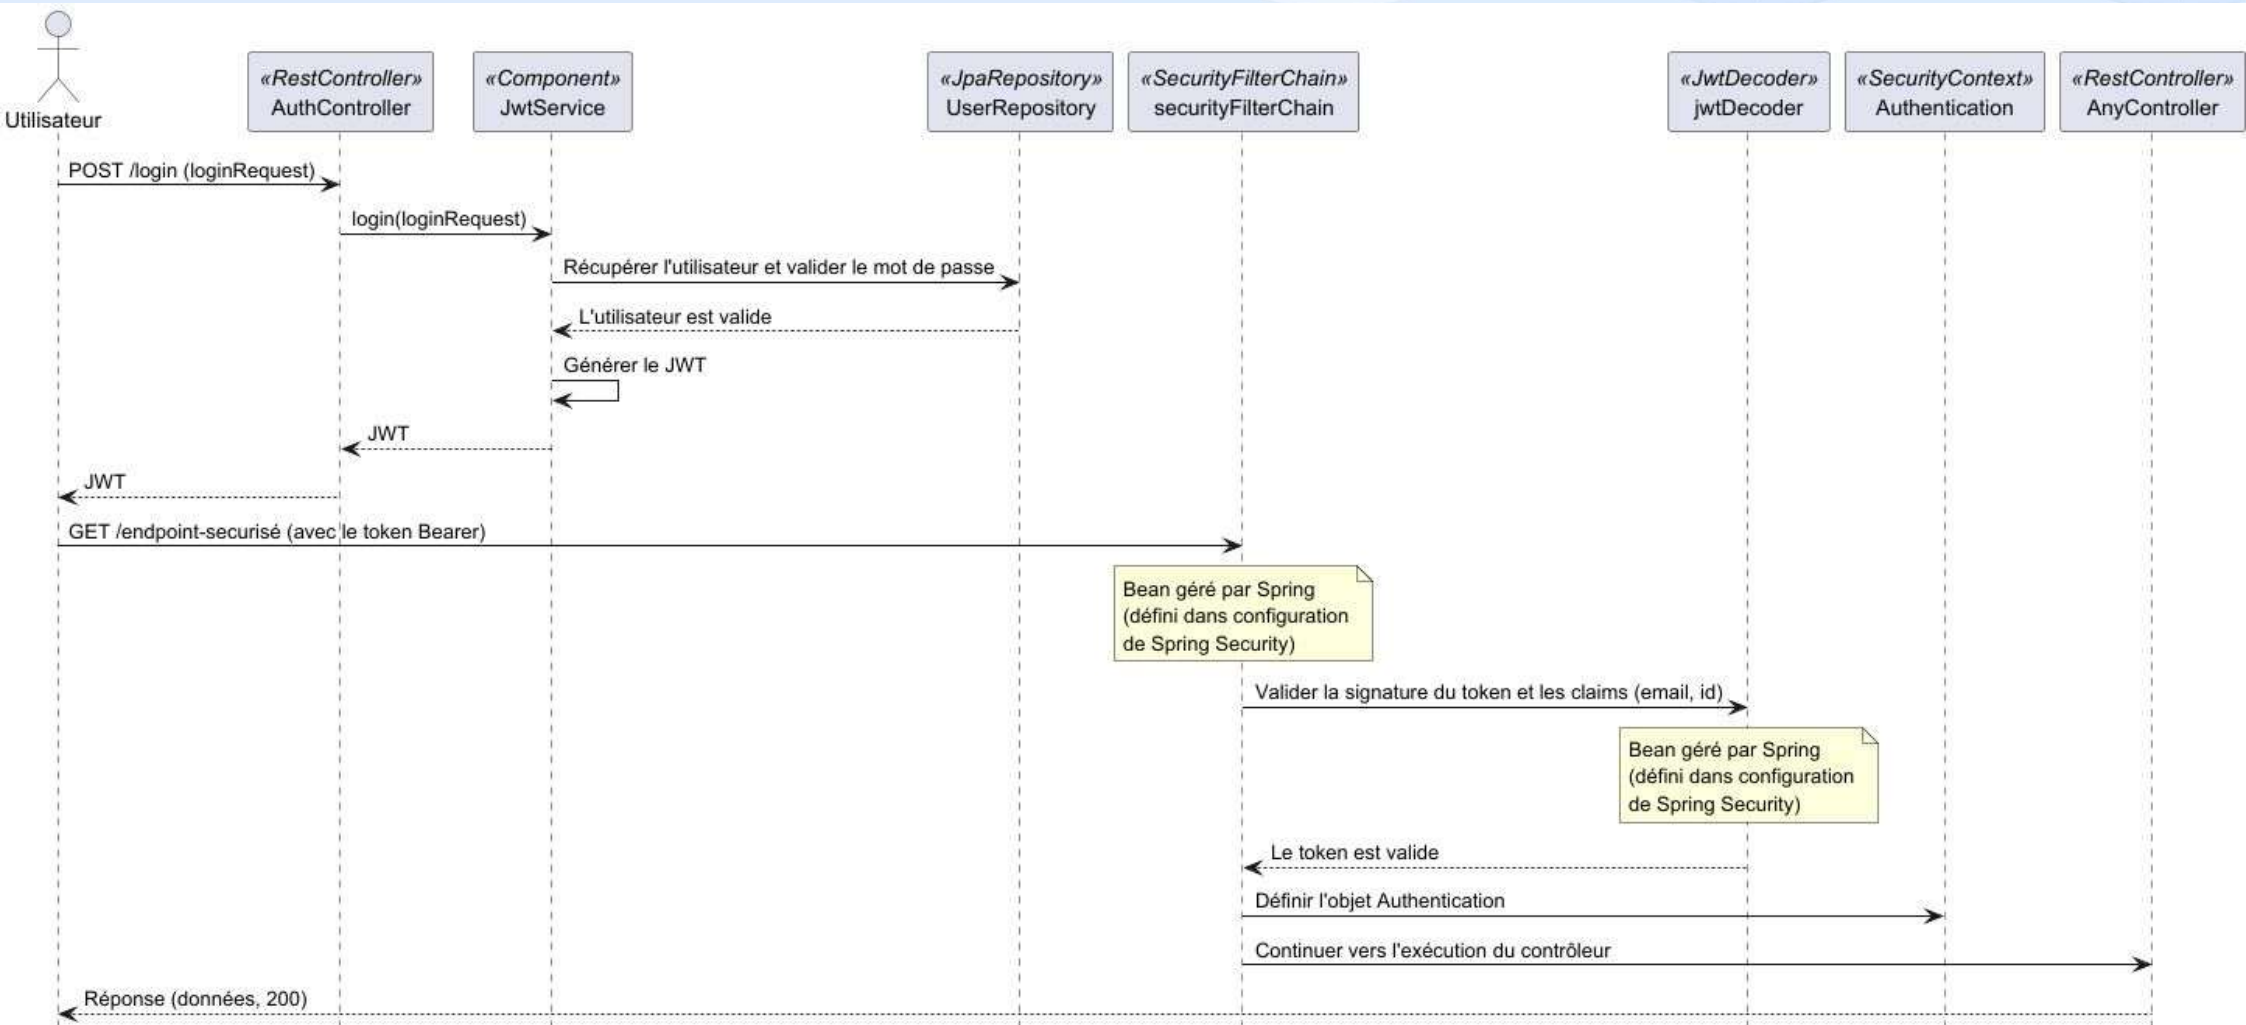 Utilisateur
«RestController»
AuthController
«Component»
JwtService
«JpaRepository»
UserRepository
«SecurityFilterChain»
securityFilterChain
«JwtDecoder»
jwtDecoder
«SecurityContext»
Authentication
«RestController»
AnyController
POST /login (loginRequest)
login(loginRequest)
Récupérer l'utilisateur et valider le mot de passe
L'utilisateur est valide
Générer le JWT
JWT
JWT
GET /endpoint-securisé (avec le token Bearer)
Bean géré par Spring
(défini dans configuration
de Spring Security)
Valider la signature du token et les claims (email, id)
Bean géré par Spring
(défini dans configuration
de Spring Security)
Le token est valide
Définir l'objet Authentication
Continuer vers l'exécution du contrôleur
Réponse (données, 200)